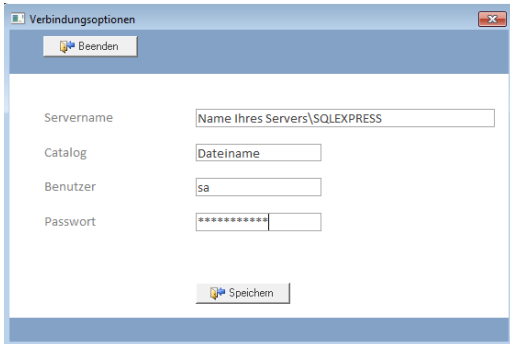 Verbindungsoptionen
Beenden
Servername Name Ihres Servers\SQLEXPRESS
Catalog Dateiname
Benutzer sa
Passwort ***********
Speichern